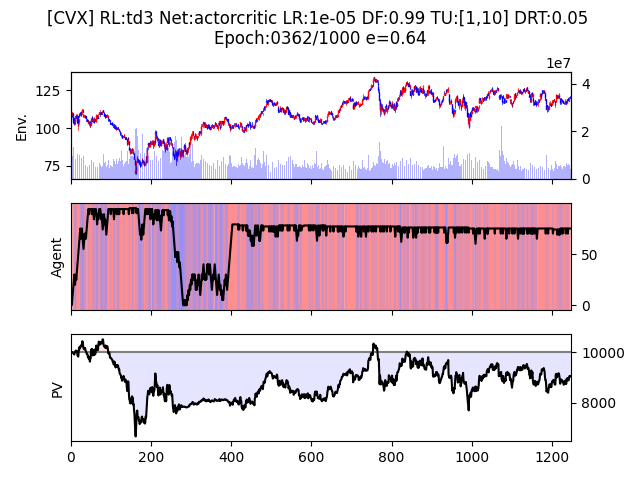 [CVX] RL:td3 Net:actorcritic LR:1e-05 DF:0.99 TU:[1,10] DRT:0.05
Epoch:0362/1000 e=0.64
1e7
Env.
125
100
75
4
2
0
Agent
50
0
PV
10000
8000
0 200 400 600 800 1000 1200